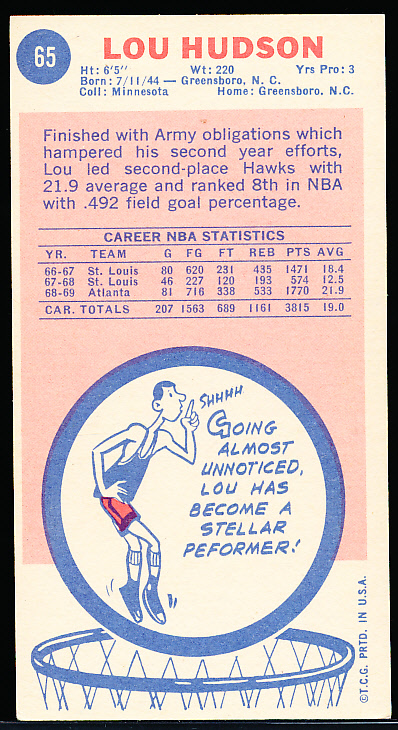 65
LOU HUDSON
Ht: 6'5" Wt: 220 Yrs Pro: 3
Born: 7/11/44 — Greensboro, N. C.
Coll: Minnesota Home: Greensboro, N.C.
Finished with Army obligations which
hampered his second year efforts,
Lou led second-place Hawks with
21.9 average and ranked 8th in NBA
with .492 field goal percentage.
CAREER NBA STATISTICS
YR. TEAM G FG FT REB PTS AVG
66-67 St. Louis 80 620 231 435 1471 18.4
67-68 St. Louis 46 227 120 193 574 12.5
68-69 Atlanta 81 716 338 533 1770 21.9
CAR. TOTALS 207 1563 689 1161 3815 19.0
SHHHH
GOING
ALMOST
UNNOTICED,
LOU HAS
BECOME A
STELLAR
PEFORMER!
©T.C.G. PRTD. IN U.S.A.